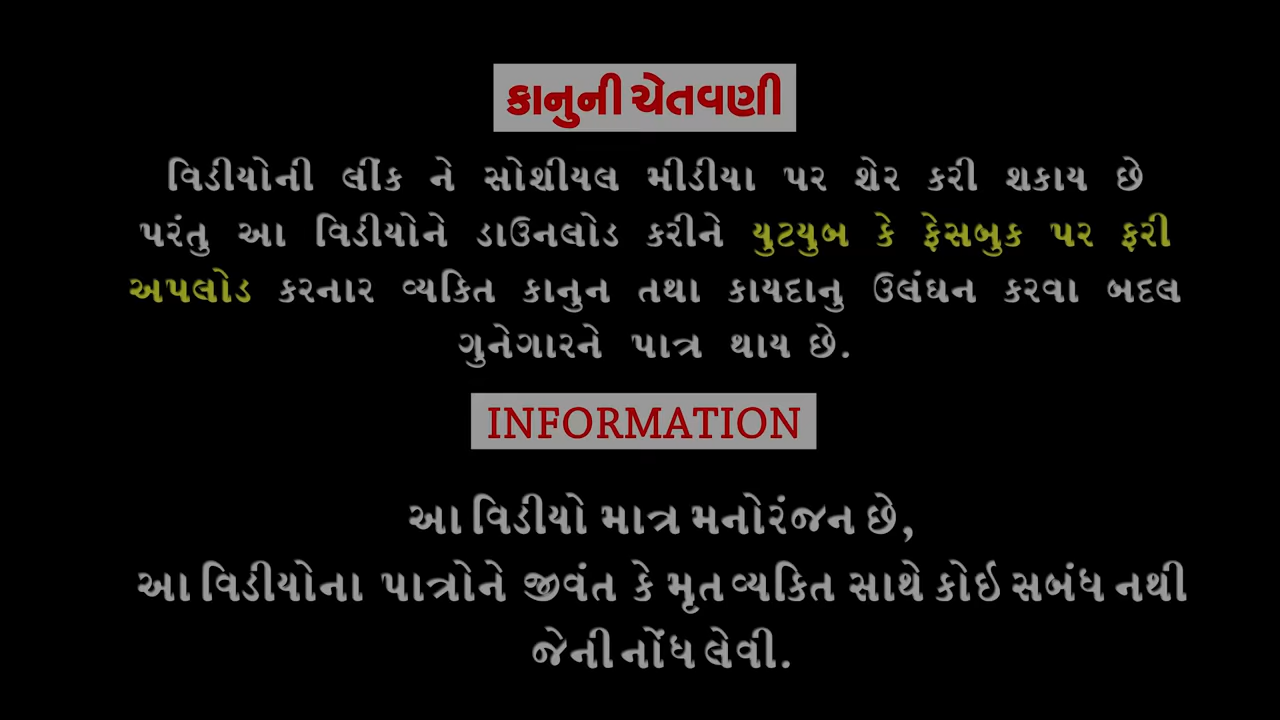 કાનુની ચેતવણી
વિડીયોની લીંક ને સોશીયલ મીડીયા પર શેર કરી શકાય છે
પરંતુ આ વિડીયોને ડાઉનલોડ કરીને યુટયુબ કે ફેસબુક પર ફરી
અપલોડ કરનાર વ્યકિત કાનુન તથા કાયદાનુ ઉલંઘન કરવા બદલ
ગુનેગારને પાત્ર થાય છે.
INFORMATION
આ વિડીયો માત્ર મનોરંજન છે,
આ વિડીયોના પાત્રોને જીવંત કે મૃત વ્યકિત સાથે કોઇ સબંધ નથી
જેની નોંધ લેવી.